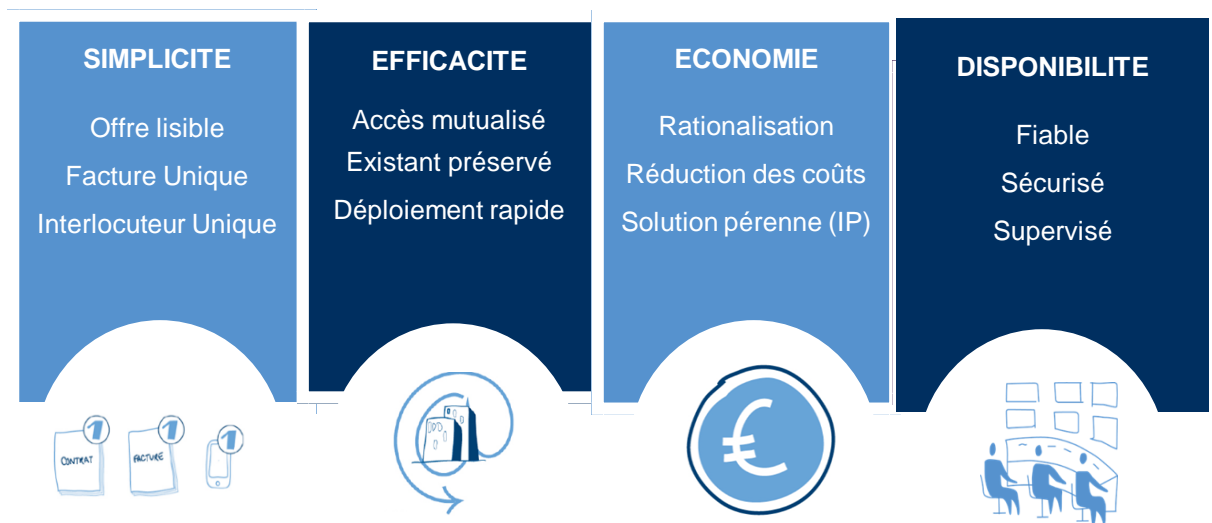 SIMPLICITE
Offre lisible
Facture Unique
Interlocuteur Unique
1
CONTRAT
1
FACTURE
1
EFFICACITE
Accès mutualisé
Existant préservé
Déploiement rapide
ECONOMIE
Rationalisation
Réduction des coûts
Solution pérenne (IP)
€
DISPONIBILITE
Fiable
Sécurisé
Supervisé